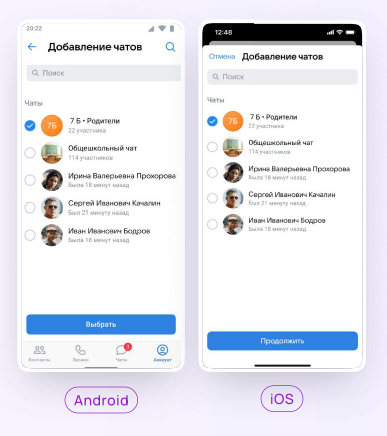 20:22
Добавление чатов
Поиск
Чаты
7Б
7 Б • Родители
22 участника
Общешкольный чат
114 участников
Ирина Валерьевна Прохорова
Была 18 минут назад
Сергей Иванович Качалин
Был 21 минуту назад
Иван Иванович Бодров
Была 18 минут назад
Выбрать
Контакты
Звонки
Чаты
Аккаунт
Android
12:48
Отмена Добавление чатов
Поиск
Чаты
7Б
7 Б • Родители
22 участника
Общешкольный чат
114 участников
Ирина Валерьевна Прохорова
Была 18 минут назад
Сергей Иванович Качалин
Был 21 минуту назад
Иван Иванович Бодров
Была 18 минут назад
Продолжить
iOS